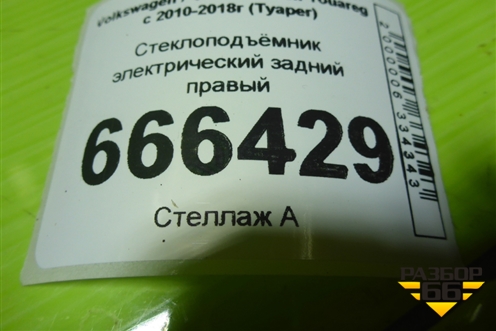 Volkswagen Touareg
с 2010-2018г (Туарег)
Стеклоподъёмник
электрический задний
правый
666429
Стеллаж А
2000006334343
РАЗБОР
66